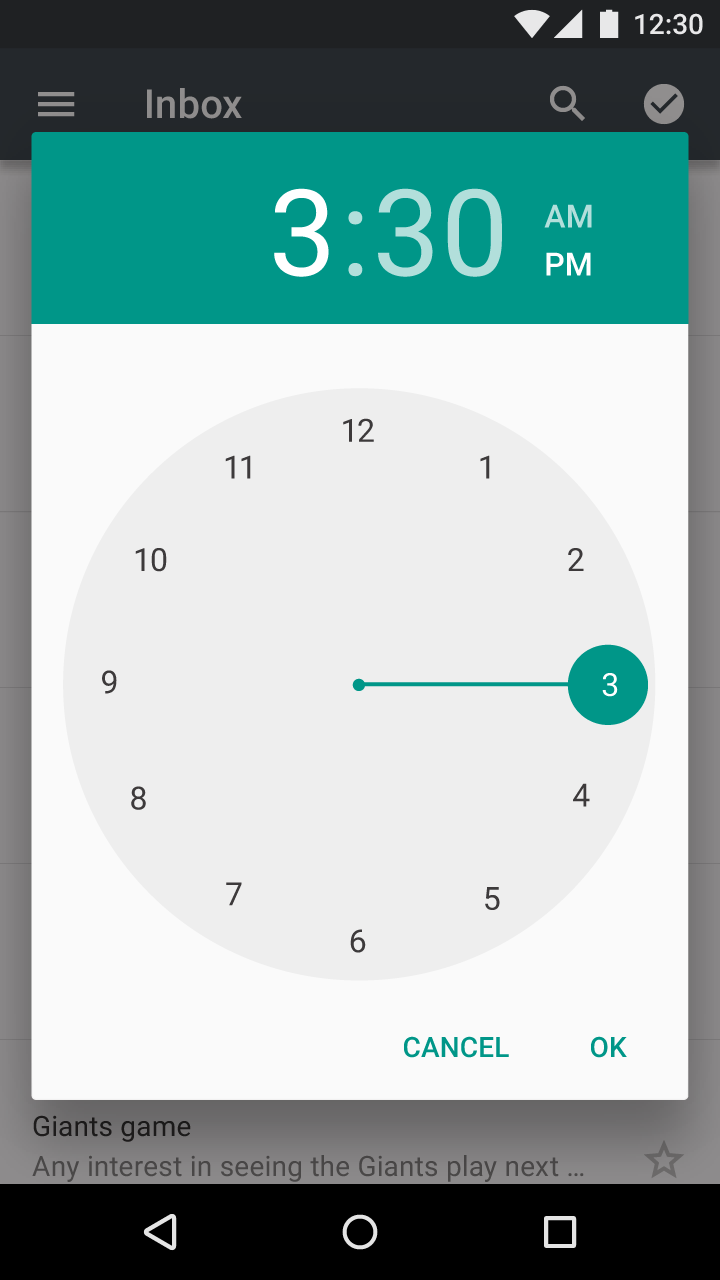 12:30
Inbox
3:30
AM
PM
12
11
1
10
2
9
3
8
4
7
5
6
CANCEL
OK
Giants game
Any interest in seeing the Giants play next ...